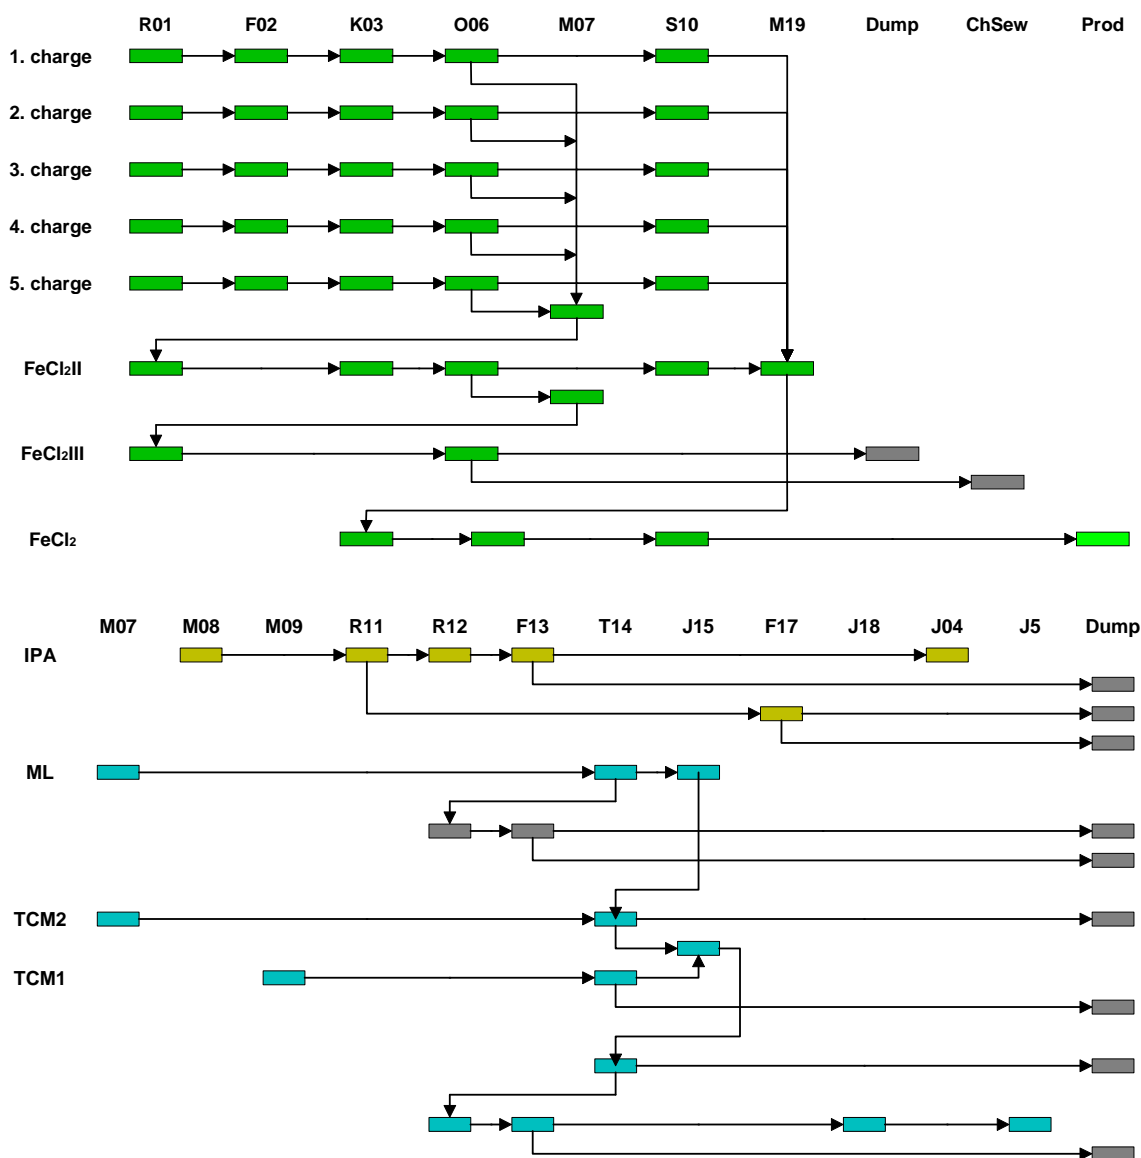 R01 F02 K03 O06 M07 S10 M19 Dump ChSew Prod
1. charge
2. charge
3. charge
4. charge
5. charge
FeCl₂II
FeCl₂III
FeCl₂
M07 M08 M09 R11 R12 F13 T14 J15 F17 J18 J04 J5 Dump
IPA
ML
TCM2
TCM1